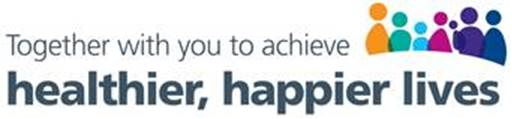 Together with you to achieve
healthier, happier lives